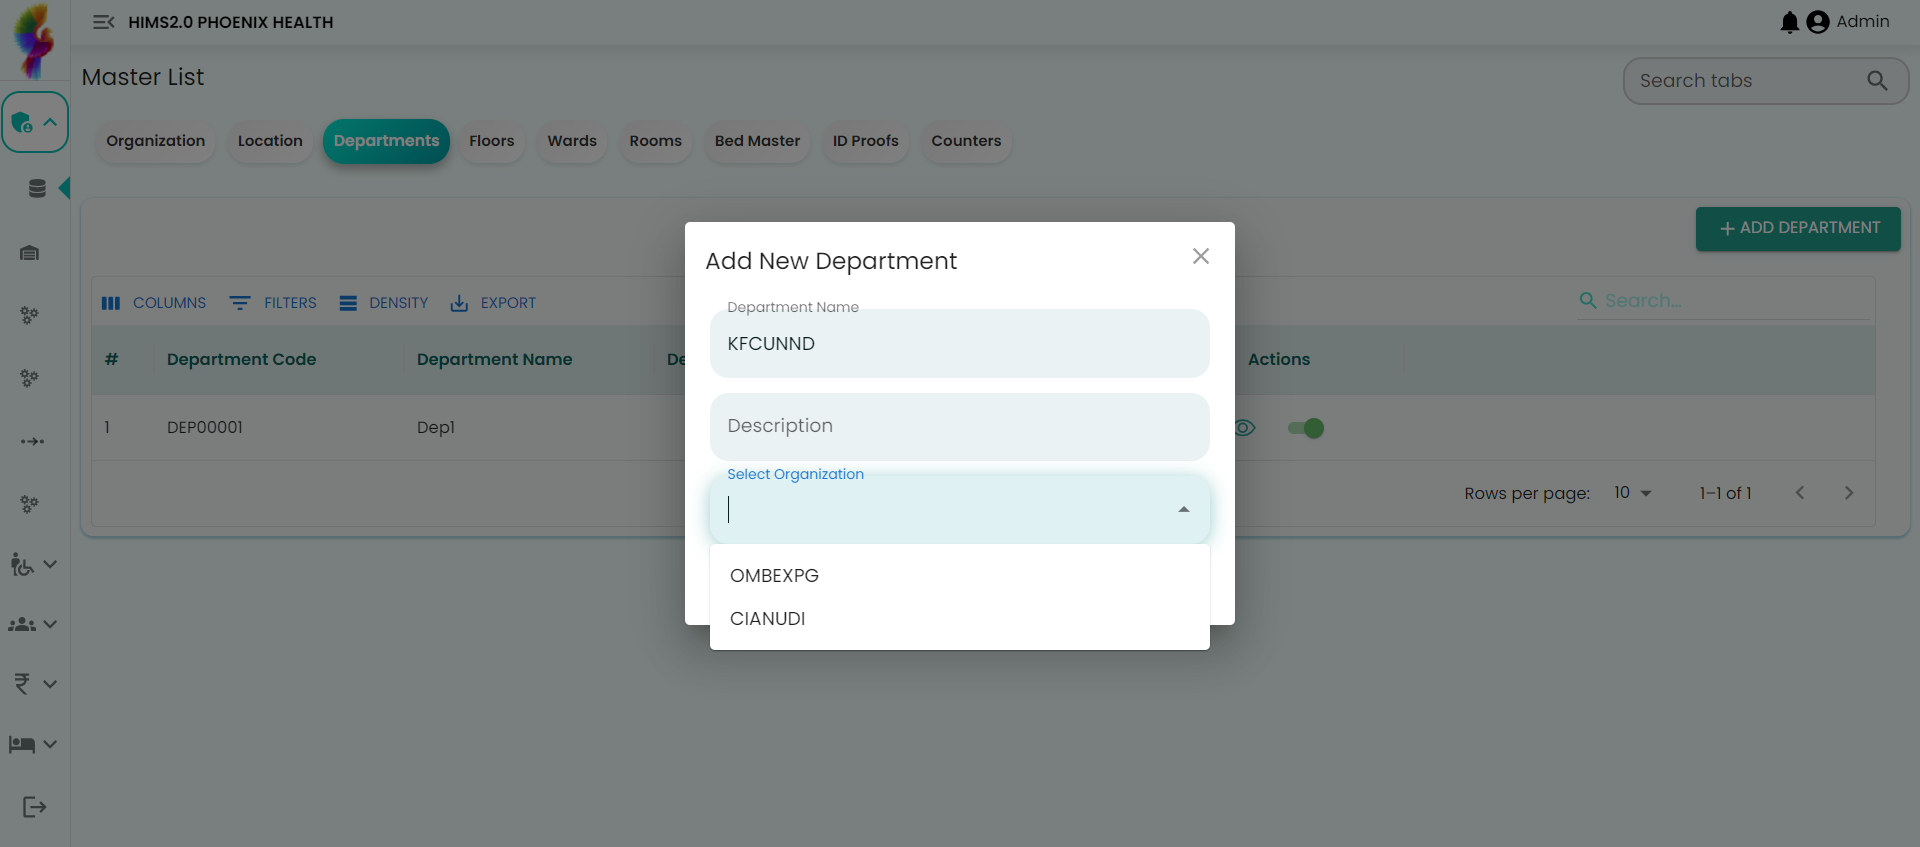 HIMS2.0 PHOENIX HEALTH
Admin
Master List
Search tabs
Organization
Location
Departments
Floors
Wards
Rooms
Bed Master
ID Proofs
Counters
ADD DEPARTMENT
COLUMNS
FILTERS
DENSITY
EXPORT
Search...
# Department Code Department Name De Actions
1 DEP00001 Dep1
Rows per page: 10 1–1 of 1
Add New Department
Department Name
KFCUNND
Description
Select Organization
OMBEXPG
CIANUDI